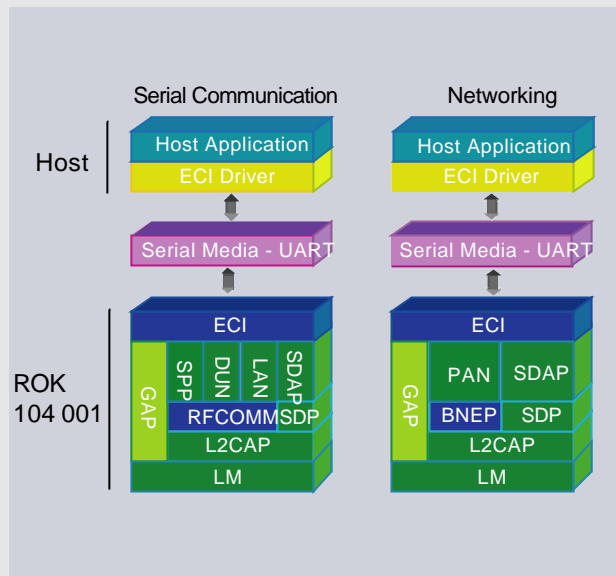 Serial Communication
Networking
Host
Host Application
ECI Driver
Host Application
ECI Driver
Serial Media - UART
Serial Media - UART
ROK
104 001
ECI
GAP
SPP
DUN
LAN
SDAP
RFCOMM
SDP
L2CAP
LM
ECI
GAP
PAN
SDAP
BNEP
SDP
L2CAP
LM